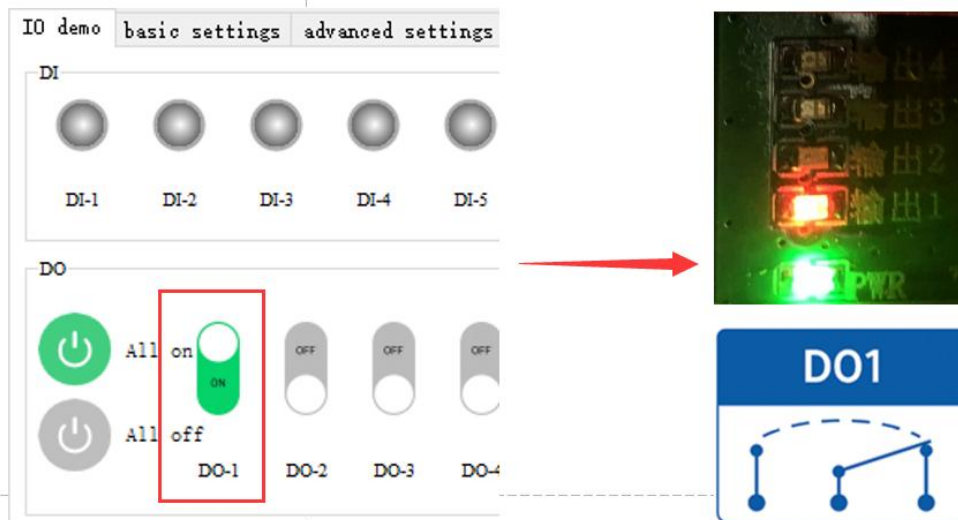 IO demo basic settings advanced settings
DI
DI-1 DI-2 DI-3 DI-4 DI-5
DO
All on
ON OFF OFF OFF
All off
DO-1 DO-2 DO-3 DO-4
输出4
输出3
输出2
输出1
PWR
DO1